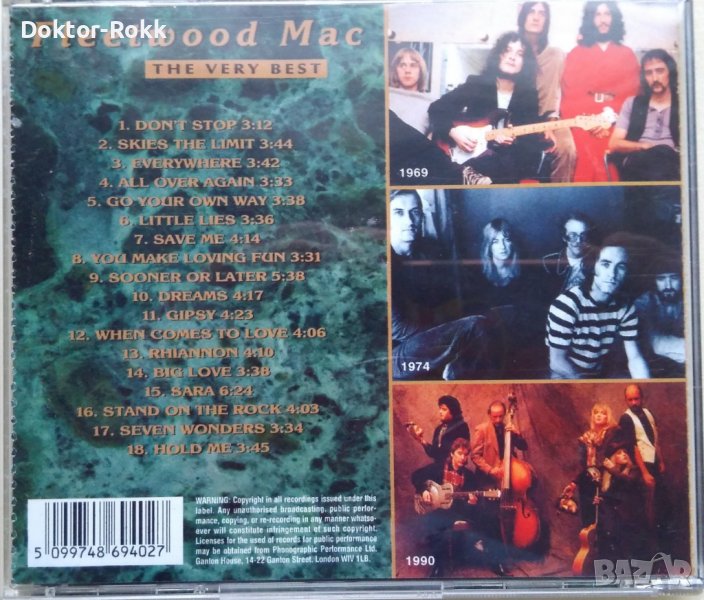 Doktor-Rokk
Fleetwood Mac
THE VERY BEST
1. DON'T STOP 3:12
2. SKIES THE LIMIT 3:44
3. EVERYWHERE 3:42
4. ALL OVER AGAIN 3:33
5. GO YOUR OWN WAY 3:38
6. LITTLE LIES 3:36
7. SAVE ME 4:14
8. YOU MAKE LOVING FUN 3:31
9. SOONER OR LATER 5:38
10. DREAMS 4:17
11. GIPSY 4:23
12. WHEN COMES TO LOVE 4:06
13. RHIANNON 4:10
14. BIG LOVE 3:38
15. SARA 6:24
16. STAND ON THE ROCK 4:03
17. SEVEN WONDERS 3:34
18. HOLD ME 3:45
1969
1974
1990
5 099748 694027
WARNING: Copyright in all recordings issued under this
label. Any unauthorised broadcasting, public perfor-
mance, copying, or re-recording in any manner whatso-
ever will constitute infringement of such copyright.
Licenses for the used of records for public performance
may be obtained from Phonographic Performance Ltd.
Ganton House, 14-22 Ganton Street. London WIV 1LB.
BAZAR